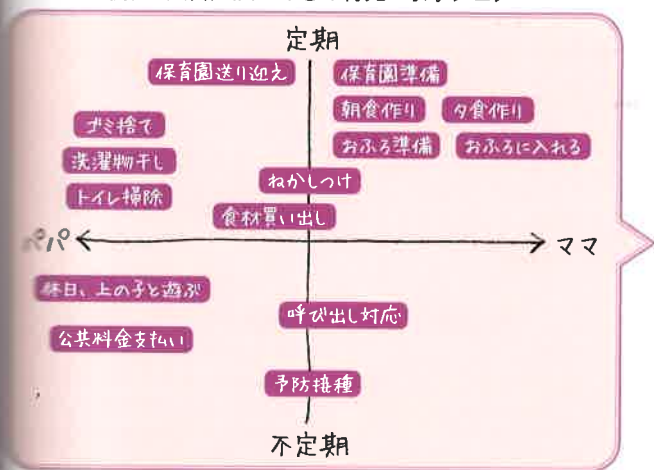 定期
保育園送り迎え 保育園準備
ゴミ捨て 朝食作り 夕食作り
洗濯物干し おふろ準備 おふろに入れる
トイレ掃除 ねかしつけ
食材買い出し
パパ ママ
休日、上の子と遊ぶ
公共料金支払い 呼び出し対応
予防接種
不定期